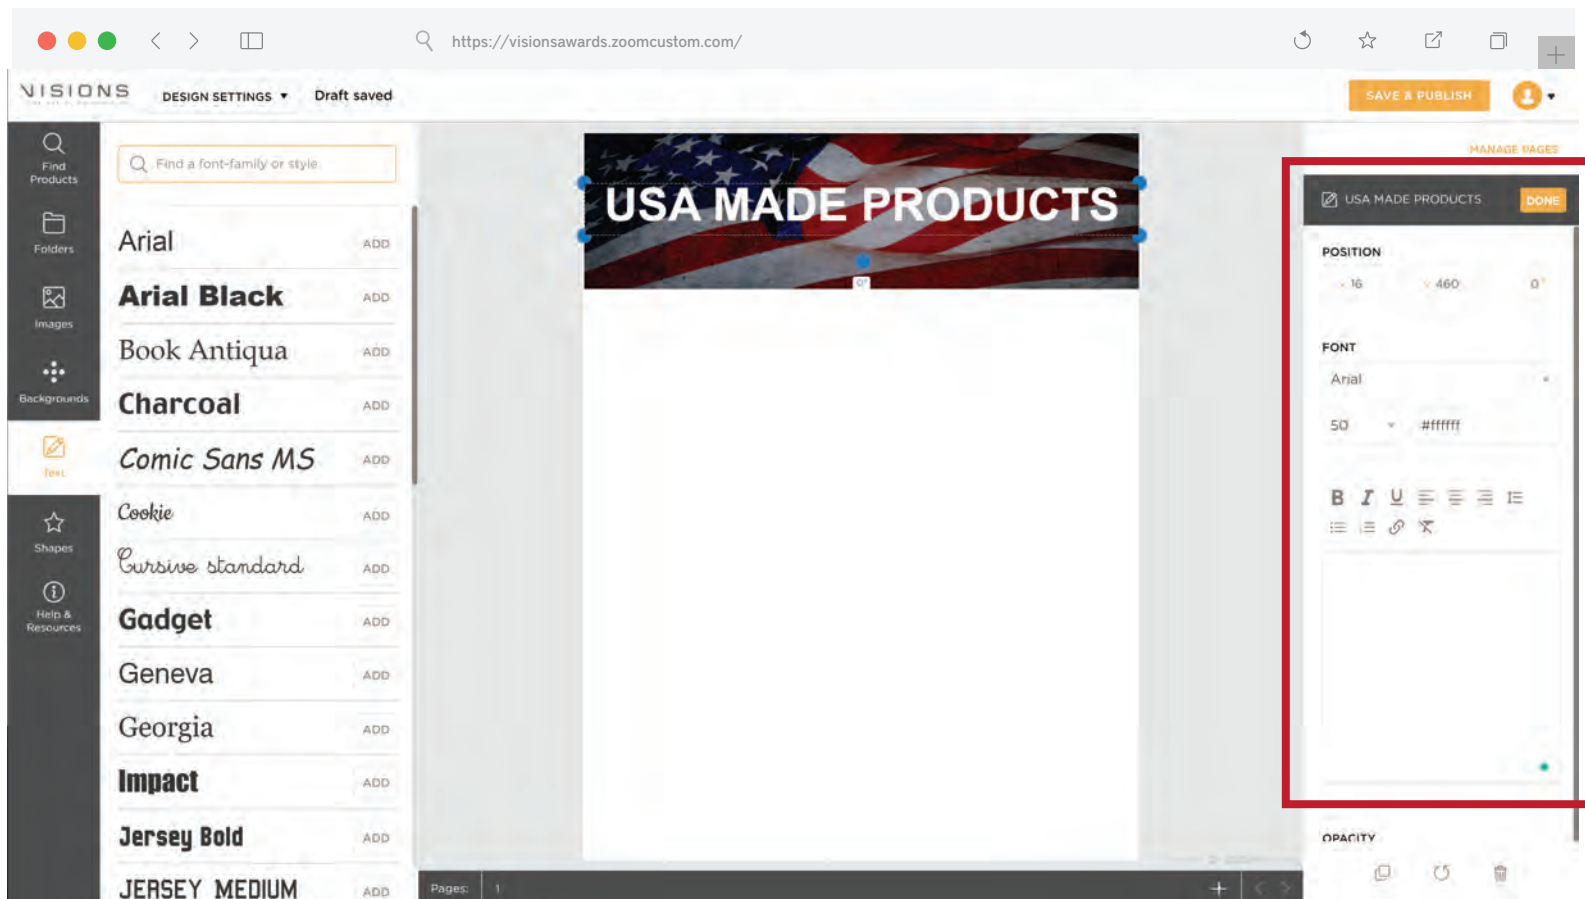 https://visionsawards.zoomcustom.com/
VISIONS
DESIGN SETTINGS
Draft saved
SAVE & PUBLISH
MANAGE PAGES
Find
Products
Folders
Images
Backgrounds
Text
Shapes
Help &
Resources
Find a font-family or style
Arial ADD
Arial Black ADD
Book Antiqua ADD
Charcoal ADD
Comic Sans MS ADD
Cookie ADD
Cursive standard ADD
Gadget ADD
Geneva ADD
Georgia ADD
Impact ADD
Jersey Bold ADD
JERSEY MEDIUM ADD
USA MADE PRODUCTS
0°
Pages: 1
USA MADE PRODUCTS DONE
POSITION
16 460 0°
FONT
Arial
50 #ffffff
B I U
OPACITY